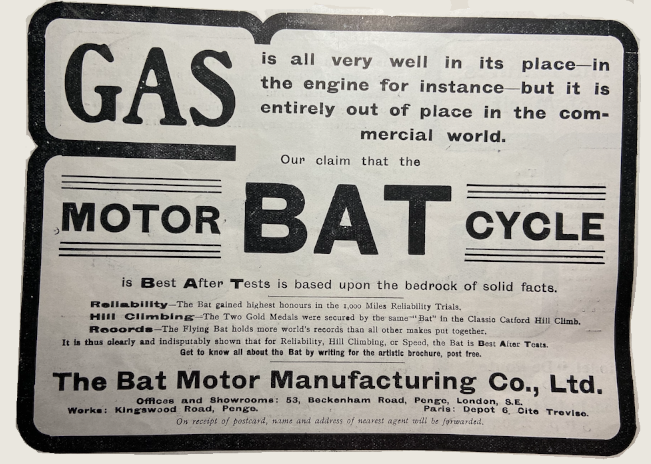 GAS
is all very well in its place—in
the engine for instance—but it is
entirely out of place in the com-
mercial world.
Our claim that the
MOTOR BAT CYCLE
is Best After Tests is based upon the bedrock of solid facts.
Reliability—The Bat gained highest honours in the 1,000 Miles Reliability Trials.
Hill Climbing—The Two Gold Medals were secured by the same "Bat" in the Classic Catford Hill Climb.
Records—The Flying Bat holds more world's records than all other makes put together.
It is thus clearly and indisputably shown that for Reliability, Hill Climbing, or Speed, the Bat is Best After Tests.
Get to know all about the Bat by writing for the artistic brochure, post free.
The Bat Motor Manufacturing Co., Ltd.
Offices and Showrooms: 53, Beckenham Road, Penge, London, S.E.
Works: Kingswood Road, Penge. Paris: Depot 6, Cite Trevise.
On receipt of postcard, name and address of nearest agent will be forwarded.